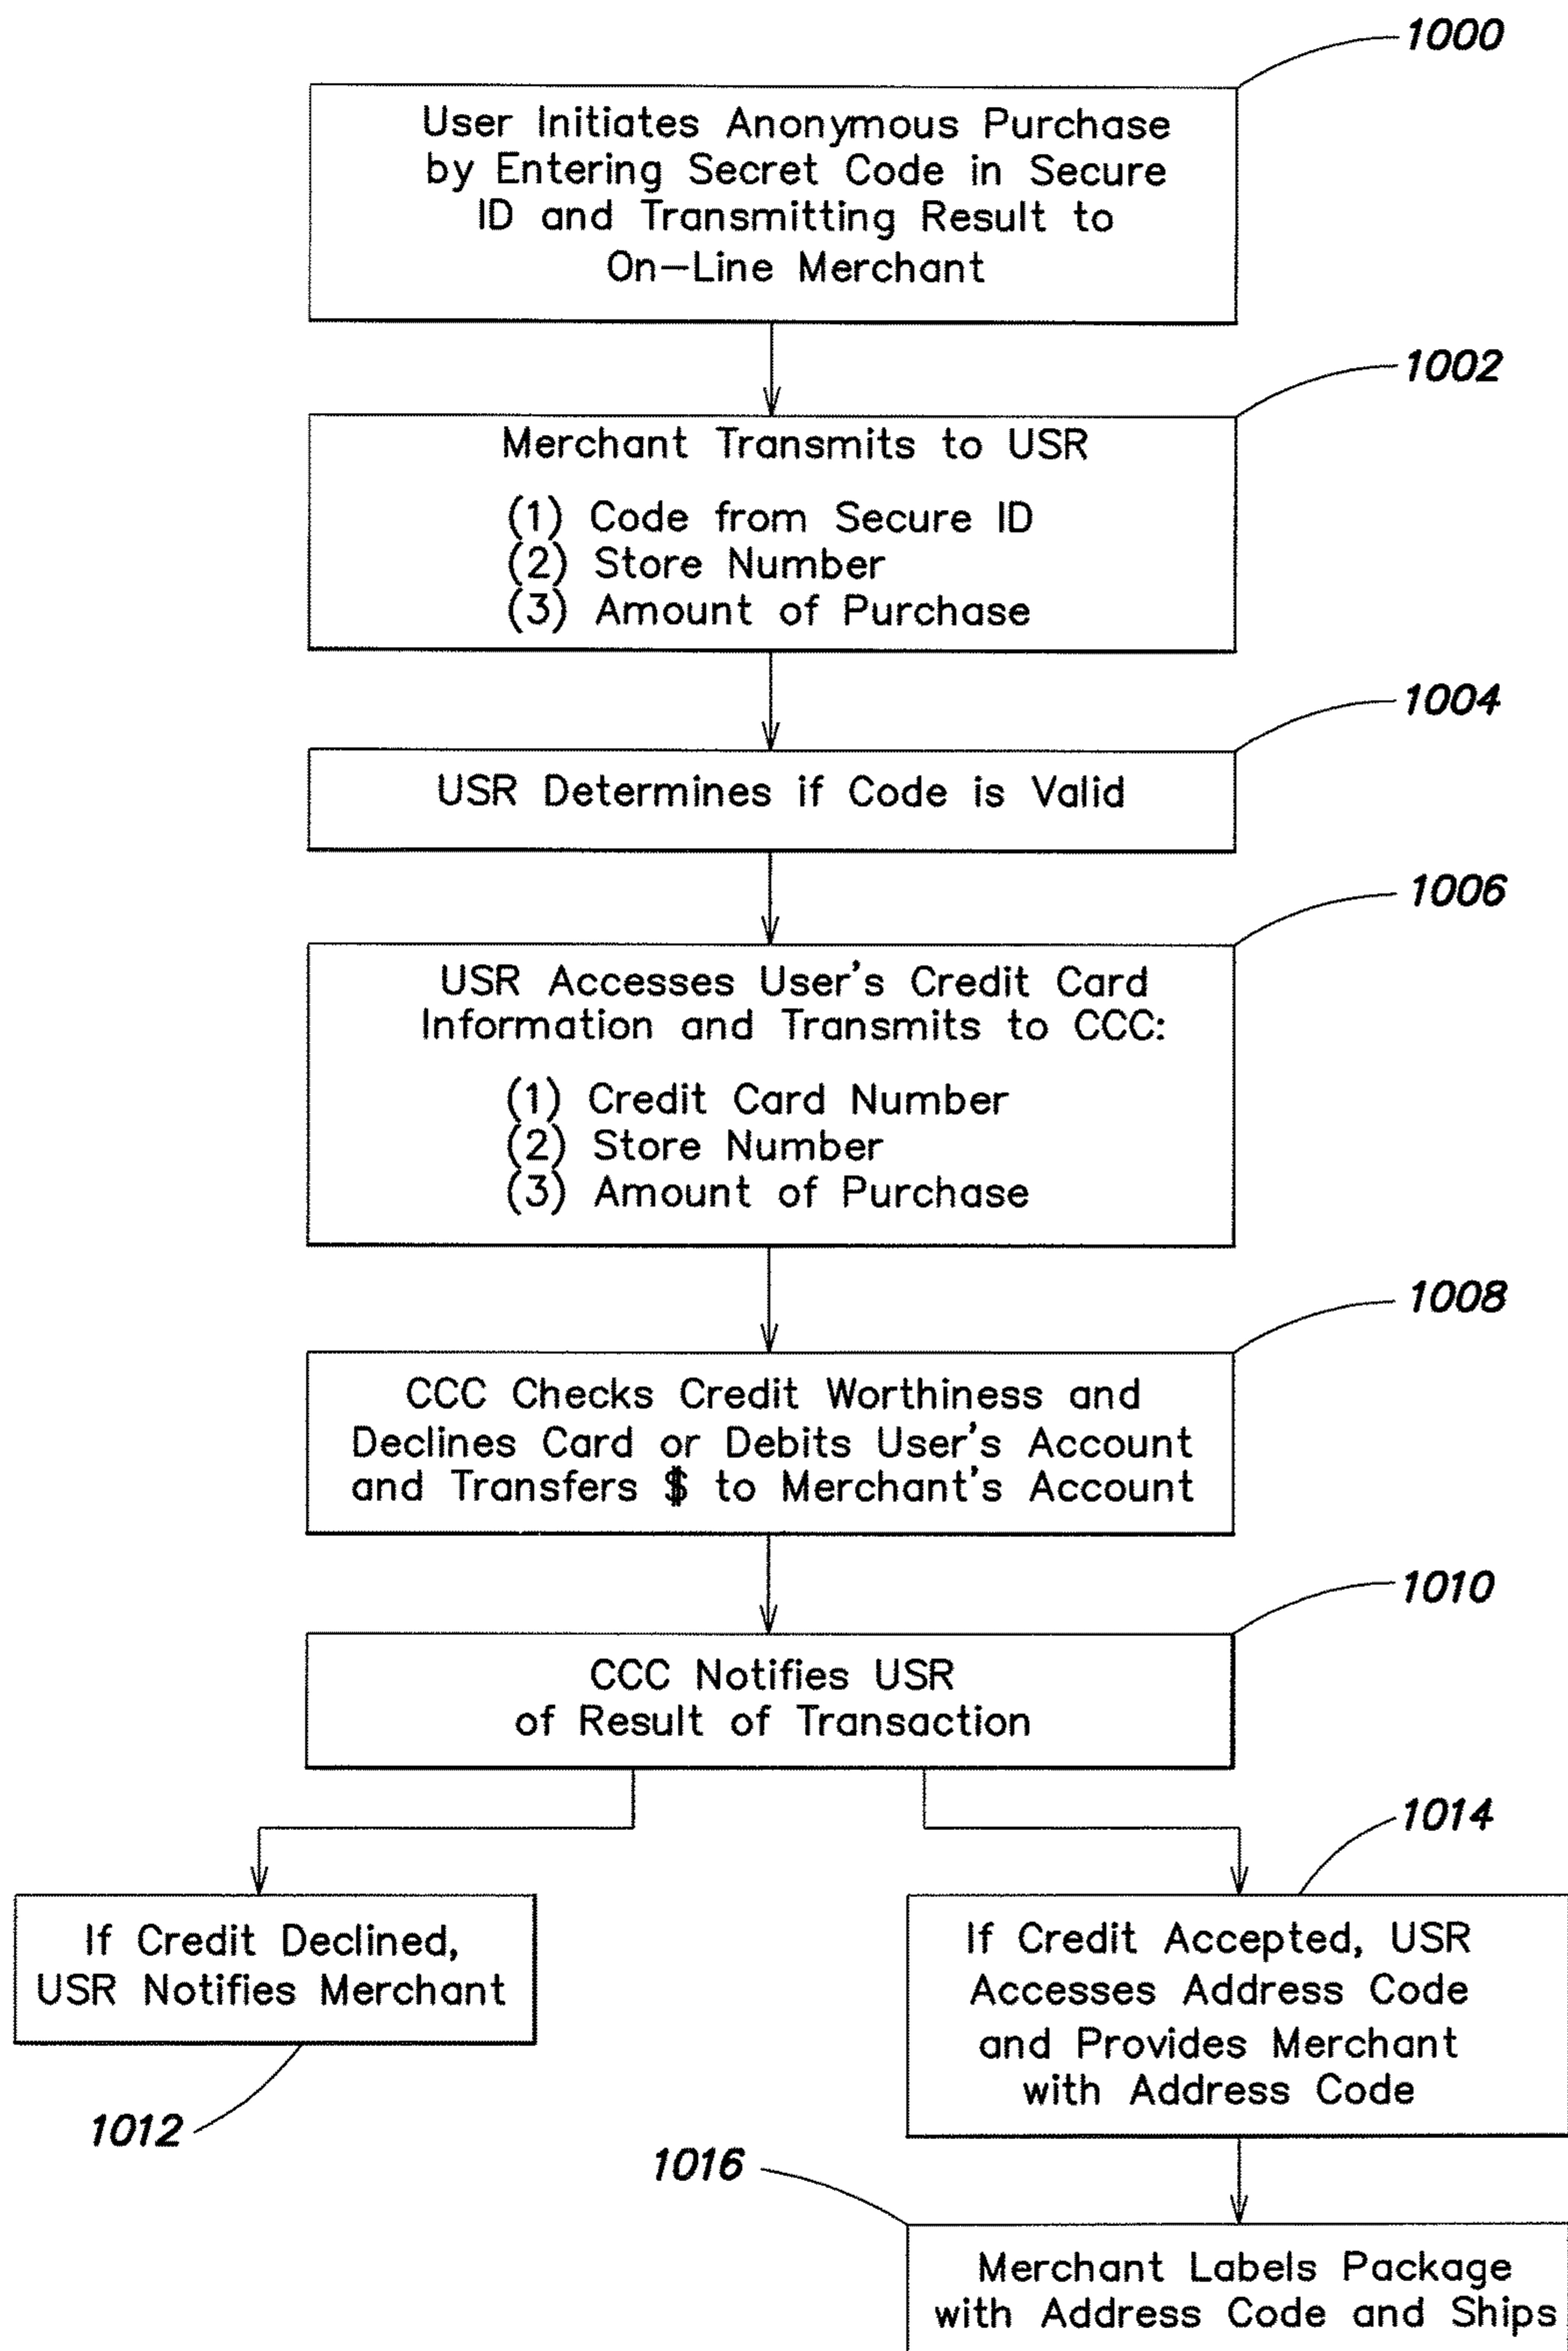 1000
User Initiates Anonymous Purchase
by Entering Secret Code in Secure
ID and Transmitting Result to
On-Line Merchant
1002
Merchant Transmits to USR
(1) Code from Secure ID
(2) Store Number
(3) Amount of Purchase
1004
USR Determines if Code is Valid
1006
USR Accesses User's Credit Card
Information and Transmits to CCC:
(1) Credit Card Number
(2) Store Number
(3) Amount of Purchase
1008
CCC Checks Credit Worthiness and
Declines Card or Debits User's Account
and Transfers $ to Merchant's Account
1010
CCC Notifies USR
of Result of Transaction
1012
If Credit Declined,
USR Notifies Merchant
1014
If Credit Accepted, USR
Accesses Address Code
and Provides Merchant
with Address Code
1016
Merchant Labels Package
with Address Code and Ships